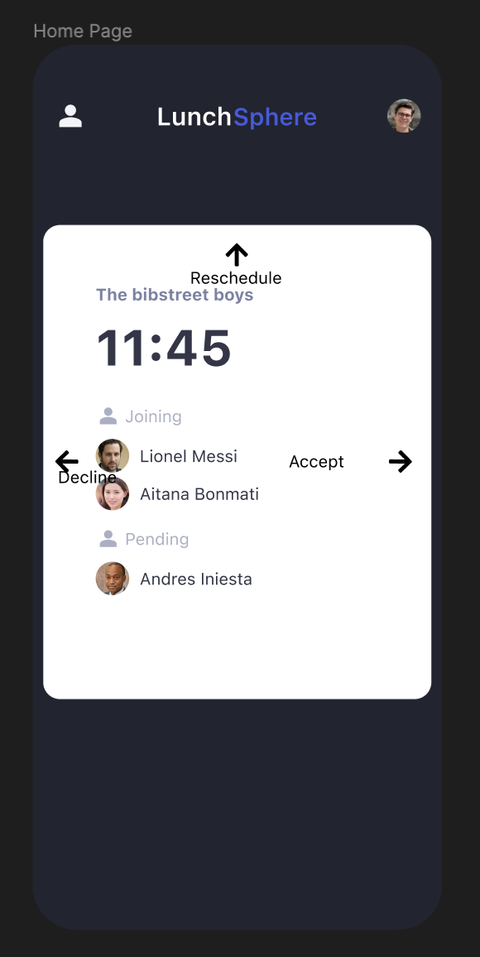 Home Page
LunchSphere
Reschedule
The bibstreet boys
11:45
Joining
Lionel Messi
Accept
Decline
Aitana Bonmati
Pending
Andres Iniesta